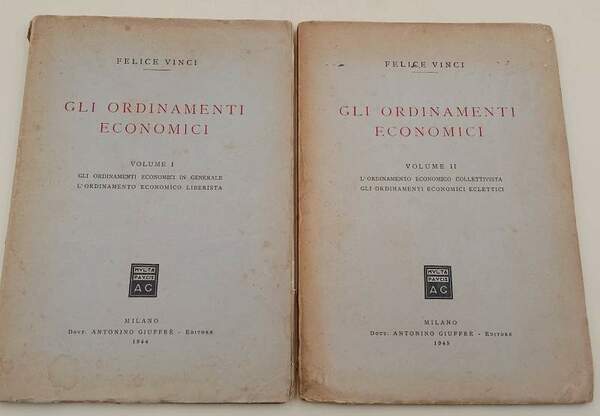 FELICE VINCI
GLI ORDINAMENTI
ECONOMICI
VOLUME I
GLI ORDINAMENTI ECONOMICI IN GENERALE
L'ORDINAMENTO ECONOMICO LIBERISTA
MVLTA
PAVCIS
AG
MILANO
DOTT. ANTONINO GIUFFRÈ - EDITORE
1944
FELICE VINCI
GLI ORDINAMENTI
ECONOMICI
VOLUME II
L'ORDINAMENTO ECONOMICO COLLETTIVISTA
GLI ORDINAMENTI ECONOMICI ECLETTICI
MVLTA
PAVCIS
AG
MILANO
DOTT. ANTONINO GIUFFRÈ - EDITORE
1945